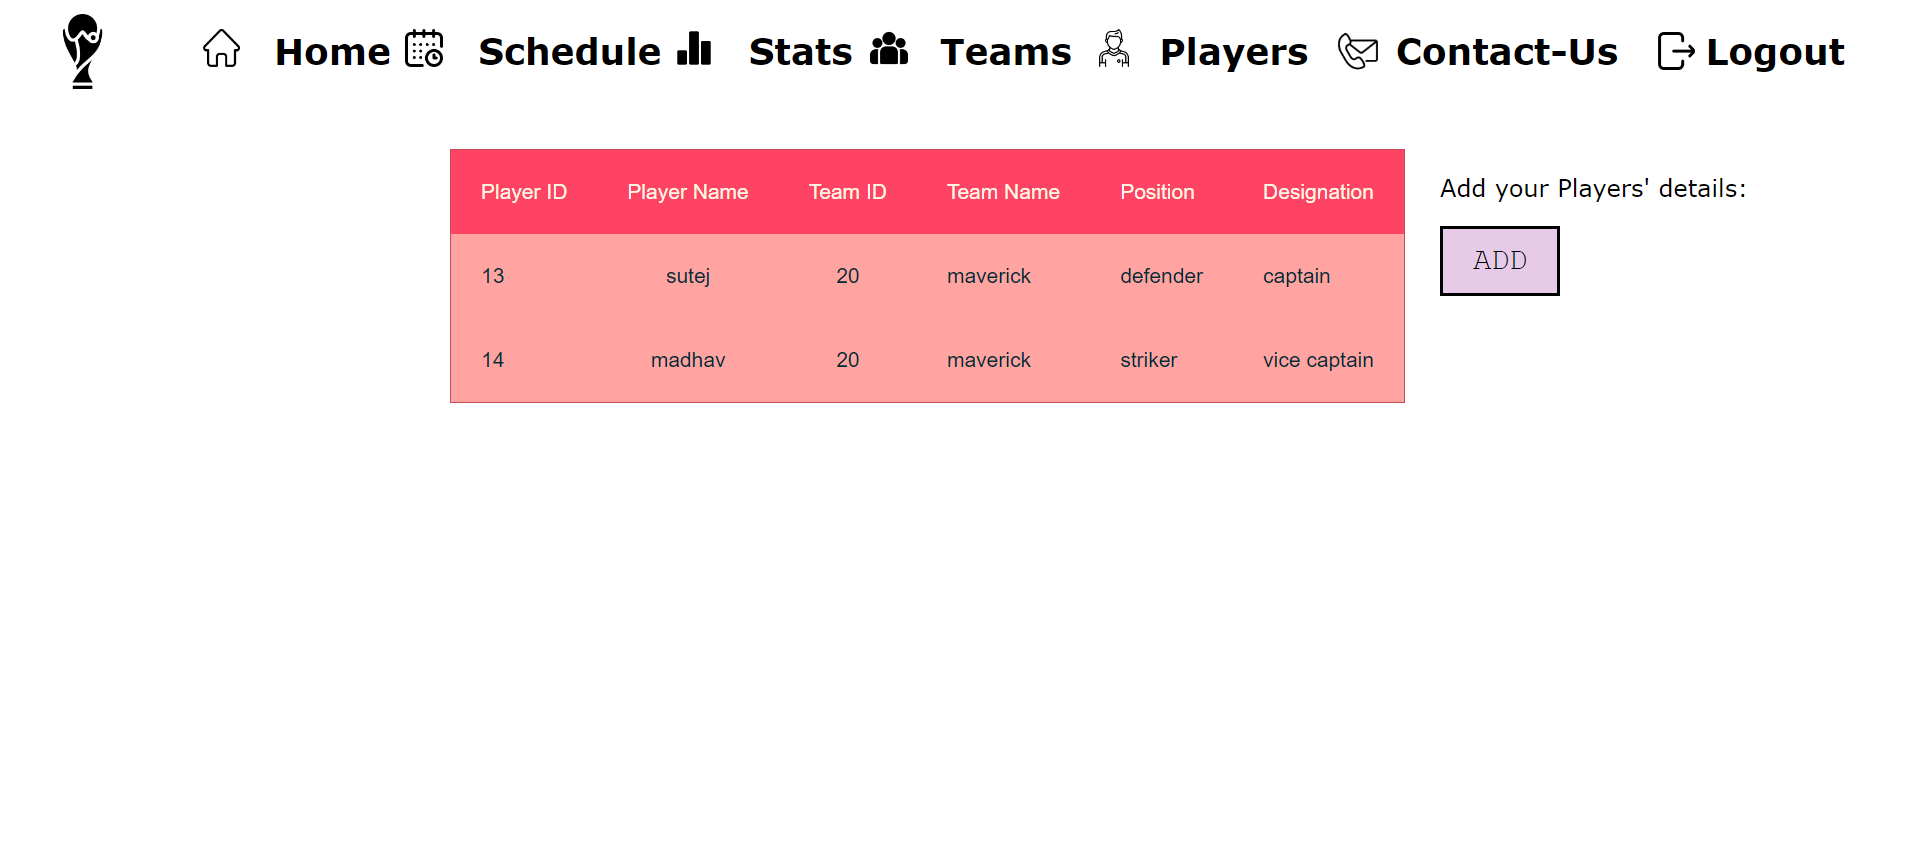 Home Schedule Stats Teams Players Contact-Us Logout
Player ID Player Name Team ID Team Name Position Designation
13 sutej 20 maverick defender captain
14 madhav 20 maverick striker vice captain
Add your Players' details:
ADD